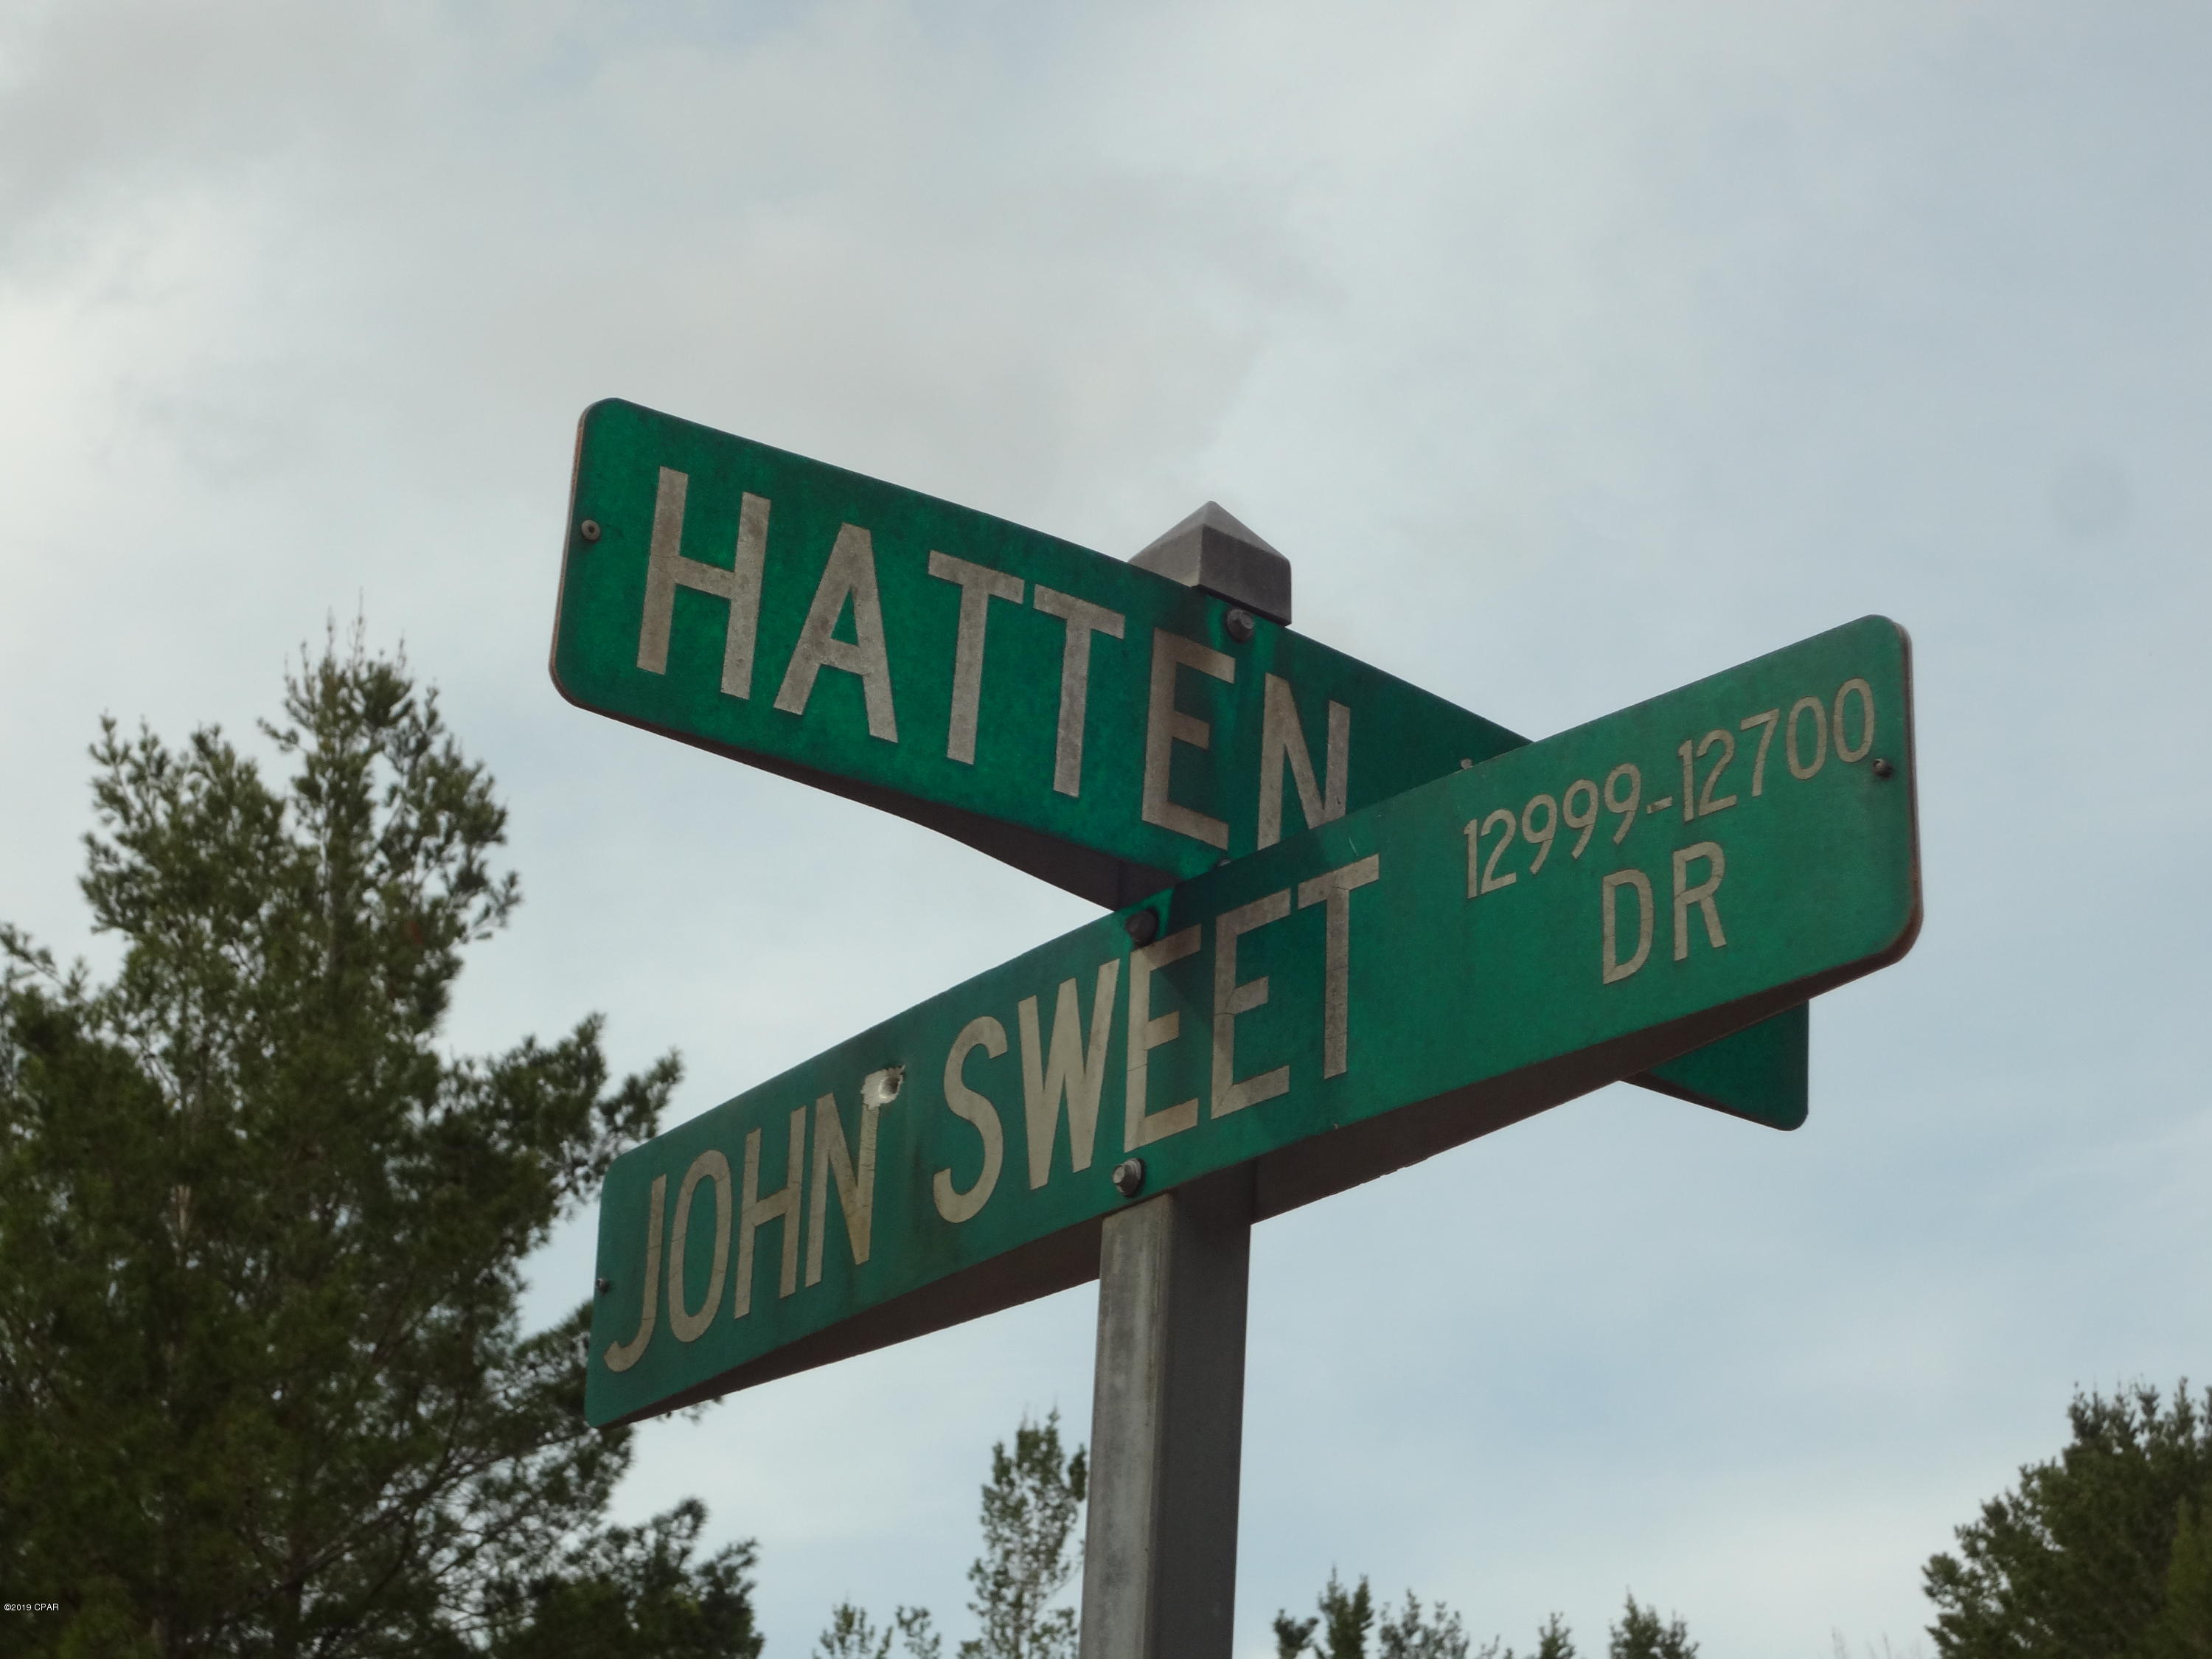 HATTEN
12999-12700
JOHN SWEET DR
©2019 CPAR